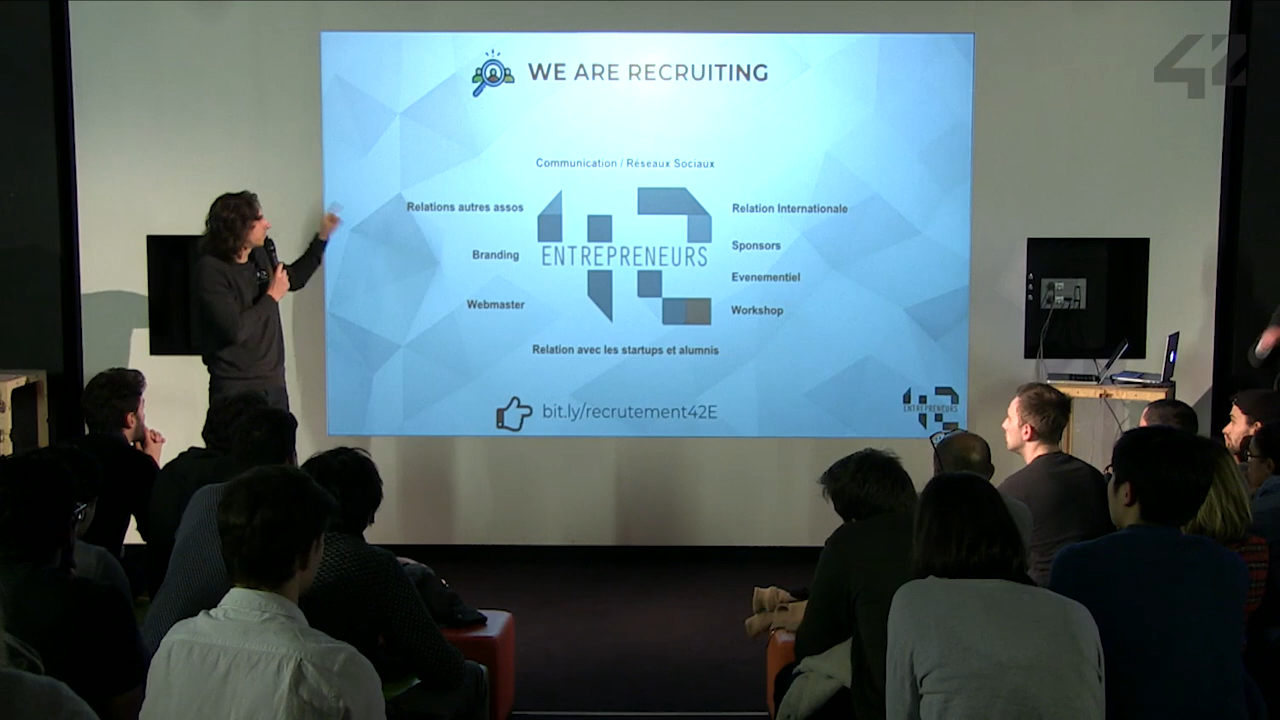 42
WE ARE RECRUITING
Communication / Réseaux Sociaux
Relations autres assos
Relation Internationale
Sponsors
Branding
ENTREPRENEURS
Evenementiel
Webmaster
Workshop
Relation avec les startups et alumnis
bit.ly/recrutement42E
ENTREPRENEURS